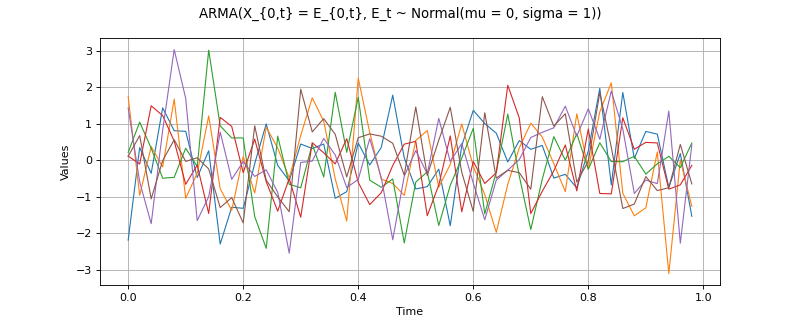 ARMA(X_{0,t} = E_{0,t}, E_t ~ Normal(mu = 0, sigma = 1))
3
2
1
0
−1
−2
−3
Values
0.0 0.2 0.4 0.6 0.8 1.0
Time